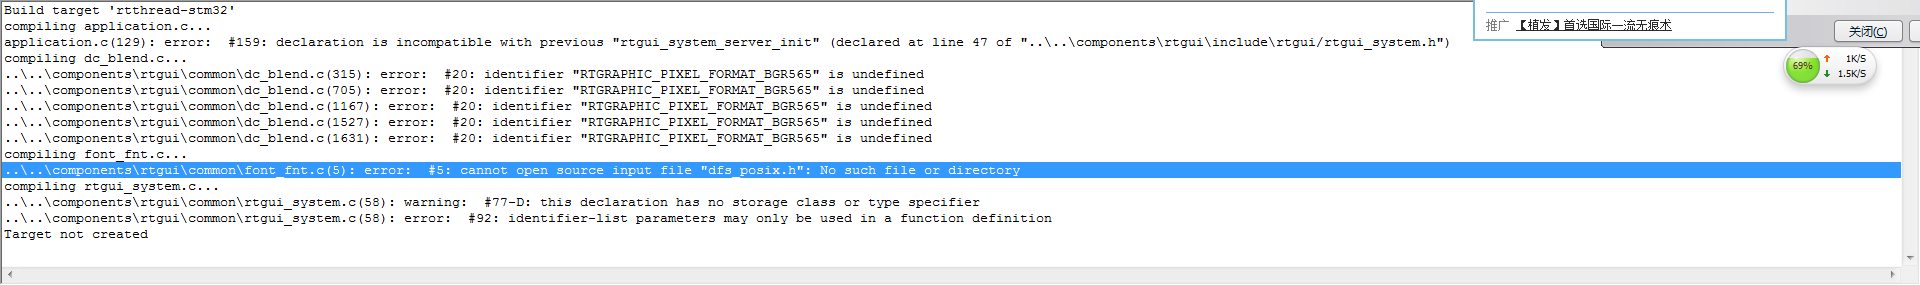 Build target 'rtthread-stm32'
compiling application.c...
application.c(129): error:  #159: declaration is incompatible with previous "rtgui_system_server_init" (declared at line 47 of "..\..\components\rtgui\include\rtgui/rtgui_system.h")
compiling dc_blend.c...
..\..\components\rtgui\common\dc_blend.c(315): error:  #20: identifier "RTGRAPHIC_PIXEL_FORMAT_BGR565" is undefined
..\..\components\rtgui\common\dc_blend.c(705): error:  #20: identifier "RTGRAPHIC_PIXEL_FORMAT_BGR565" is undefined
..\..\components\rtgui\common\dc_blend.c(1167): error:  #20: identifier "RTGRAPHIC_PIXEL_FORMAT_BGR565" is undefined
..\..\components\rtgui\common\dc_blend.c(1527): error:  #20: identifier "RTGRAPHIC_PIXEL_FORMAT_BGR565" is undefined
..\..\components\rtgui\common\dc_blend.c(1631): error:  #20: identifier "RTGRAPHIC_PIXEL_FORMAT_BGR565" is undefined
compiling font_fnt.c...
..\..\components\rtgui\common\font_fnt.c(5): error:  #5: cannot open source input file "dfs_posix.h": No such file or directory
compiling rtgui_system.c...
..\..\components\rtgui\common\rtgui_system.c(58): warning:  #77-D: this declaration has no storage class or type specifier
..\..\components\rtgui\common\rtgui_system.c(58): error:  #92: identifier-list parameters may only be used in a function definition
Target not created
推广 【植发】首选国际一流无痕术
关闭(C)
69%
1K/S
1.5K/S